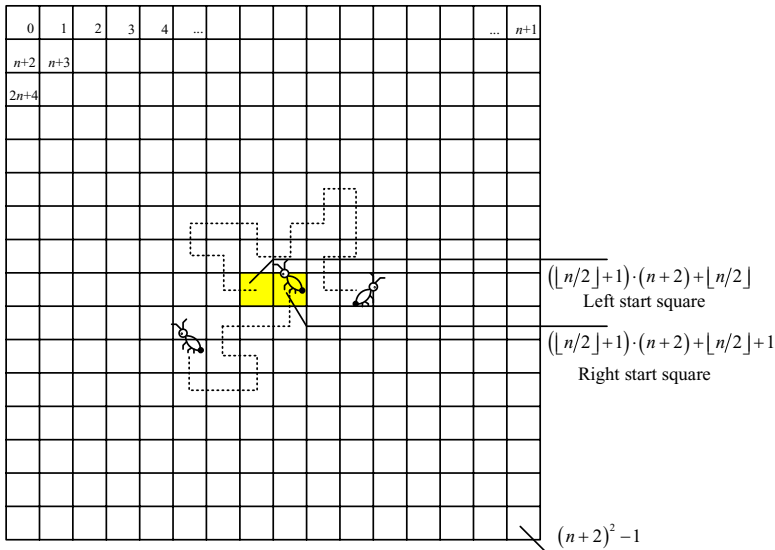 0 1 2 3 4 ... ... n+1
n+2 n+3
2n+4
(⌊n/2⌋+1)·(n+2)+⌊n/2⌋
Left start square
(⌊n/2⌋+1)·(n+2)+⌊n/2⌋+1
Right start square
(n+2)²−1